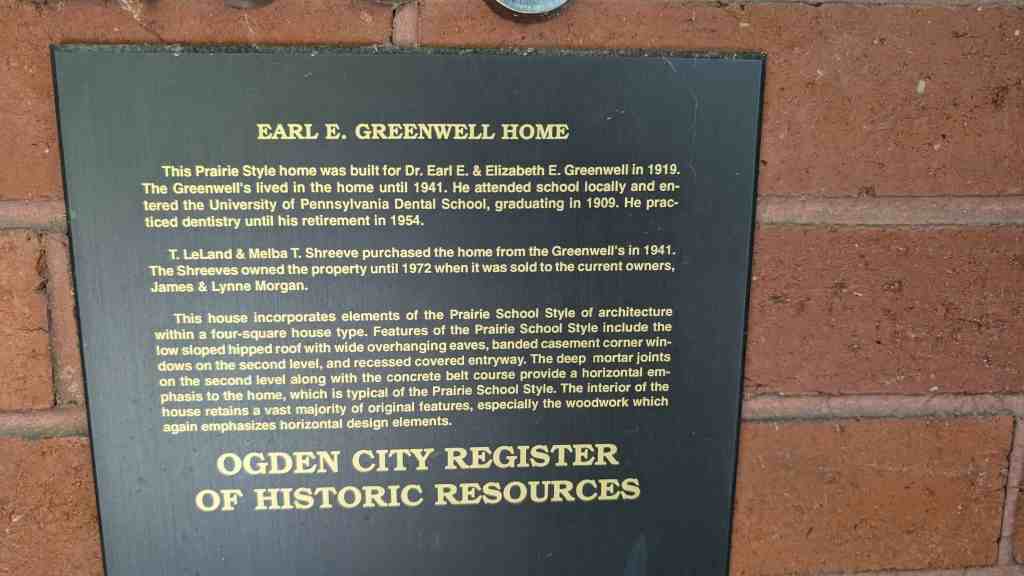 EARL E. GREENWELL HOME
This Prairie Style home was built for Dr. Earl E. & Elizabeth E. Greenwell in 1919.
The Greenwell's lived in the home until 1941. He attended school locally and en-
tered the University of Pennsylvania Dental School, graduating in 1909. He prac-
ticed dentistry until his retirement in 1954.
T. LeLand & Melba T. Shreeve purchased the home from the Greenwell's in 1941.
The Shreeves owned the property until 1972 when it was sold to the current owners,
James & Lynne Morgan.
This house incorporates elements of the Prairie School Style of architecture
within a four-square house type. Features of the Prairie School Style include the
low sloped hipped roof with wide overhanging eaves, banded casement corner win-
dows on the second level, and recessed covered entryway. The deep mortar joints
on the second level along with the concrete belt course provide a horizontal em-
phasis to the home, which is typical of the Prairie School Style. The interior of the
house retains a vast majority of original features, especially the woodwork which
again emphasizes horizontal design elements.
OGDEN CITY REGISTER
OF HISTORIC RESOURCES